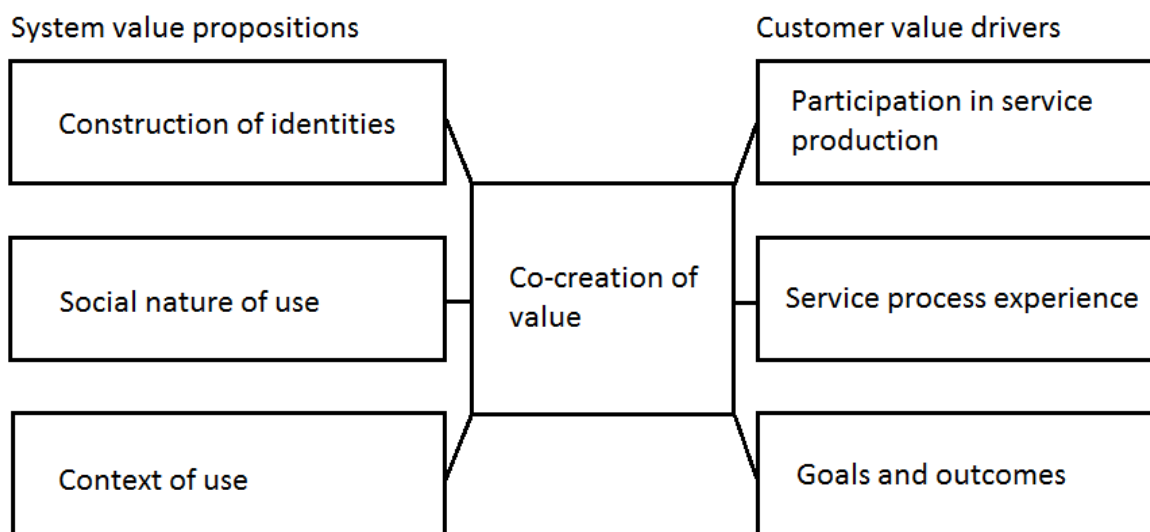 System value propositions
Customer value drivers
Construction of identities
Participation in service
production
Social nature of use
Co-creation of
value
Service process experience
Context of use
Goals and outcomes